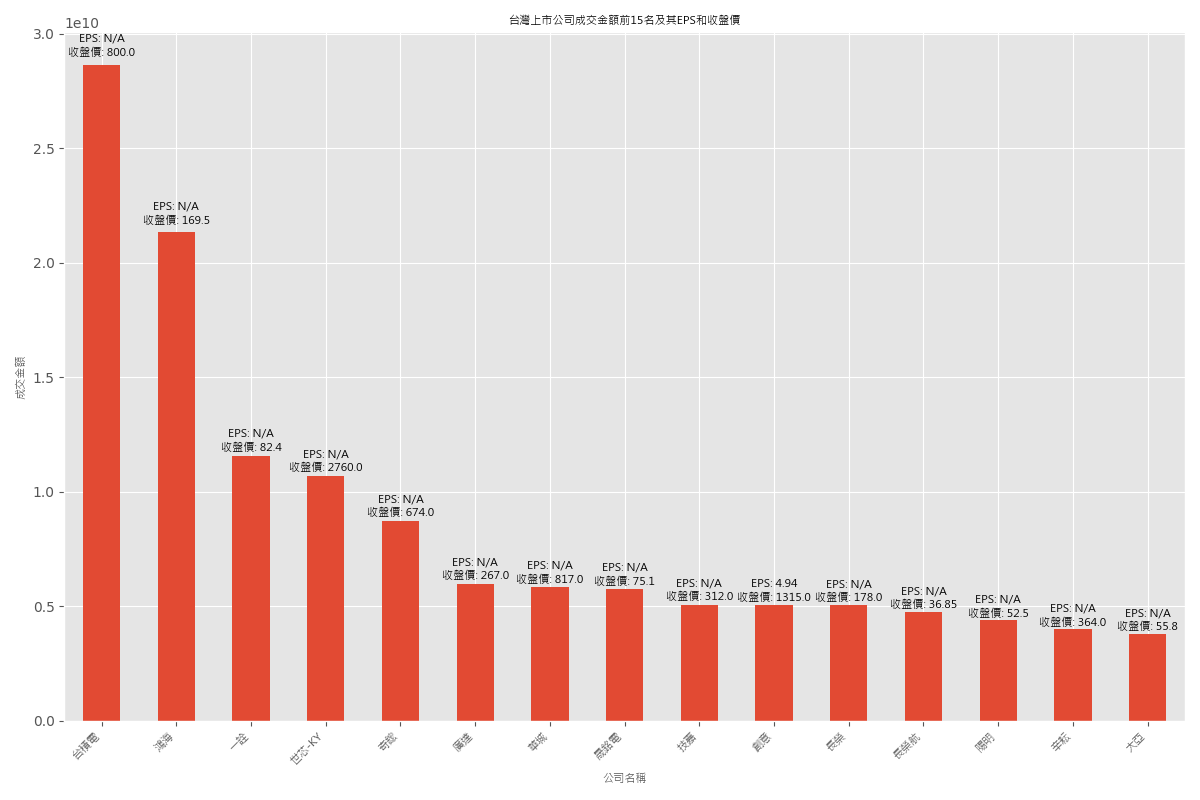 台灣上市公司成交金額前15名及其EPS和收盤價
1e10
3.0
2.5
2.0
1.5
1.0
0.5
0.0
成交金額
EPS: N/A
收盤價: 800.0
EPS: N/A
收盤價: 169.5
EPS: N/A
收盤價: 82.4
EPS: N/A
收盤價: 2760.0
EPS: N/A
收盤價: 674.0
EPS: N/A
收盤價: 267.0
EPS: N/A
收盤價: 817.0
EPS: N/A
收盤價: 75.1
EPS: N/A
收盤價: 312.0
EPS: 4.94
收盤價: 1315.0
EPS: N/A
收盤價: 178.0
EPS: N/A
收盤價: 36.85
EPS: N/A
收盤價: 52.5
EPS: N/A
收盤價: 364.0
EPS: N/A
收盤價: 55.8
台積電
鴻海
一詮
世芯-KY
奇鋐
廣達
華城
晟銘電
技嘉
創意
長榮
長榮航
陽明
辛耘
大亞
公司名稱